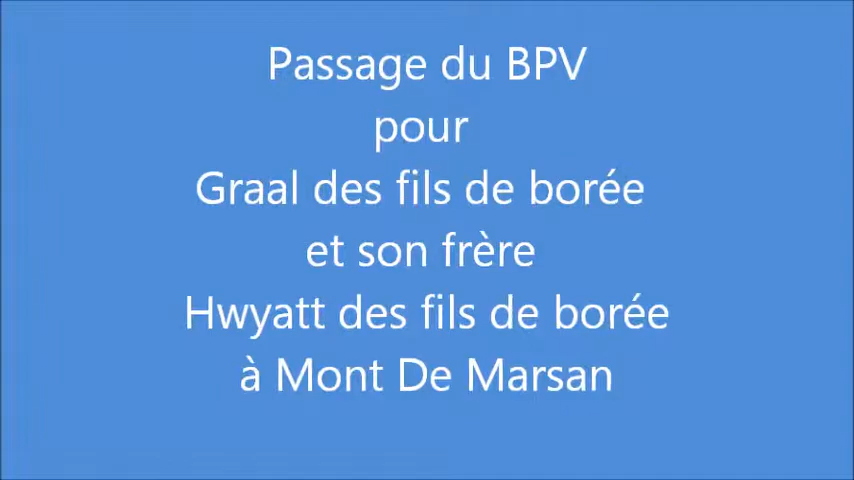 Passage du BPV
pour
Graal des fils de borée
et son frère
Hwyatt des fils de borée
à Mont De Marsan